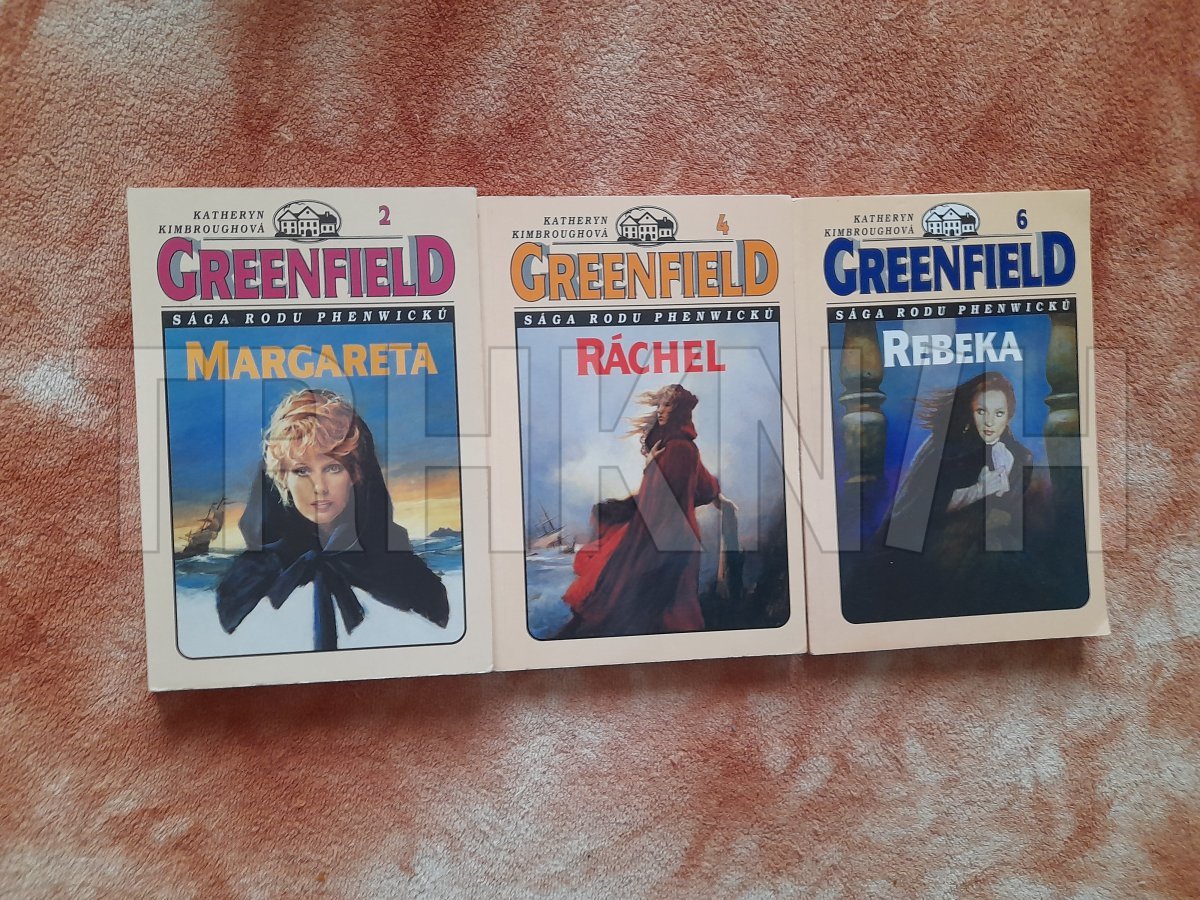 KATHERYN
KIMBROUGHOVÁ
2
GREENFIELD
SÁGA RODU PHENWICKŮ
MARGARETA
KATHERYN
KIMBROUGHOVÁ
4
GREENFIELD
SÁGA RODU PHENWICKŮ
RÁCHEL
KATHERYN
KIMBROUGHOVÁ
6
GREENFIELD
SÁGA RODU PHENWICKŮ
REBEKA
TRHKNIH